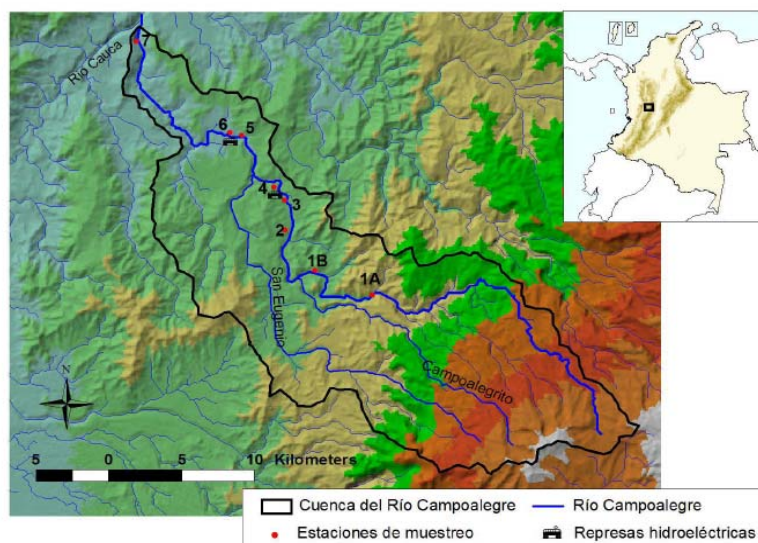 7
Río Cauca
6
5
4
3
2
1B
1A
San Eugenio
Campoalegrito
N
5 0 5 10 Kilometers
Cuenca del Río Campoalegre
Río Campoalegre
Estaciones de muestreo
Represas hidroeléctricas